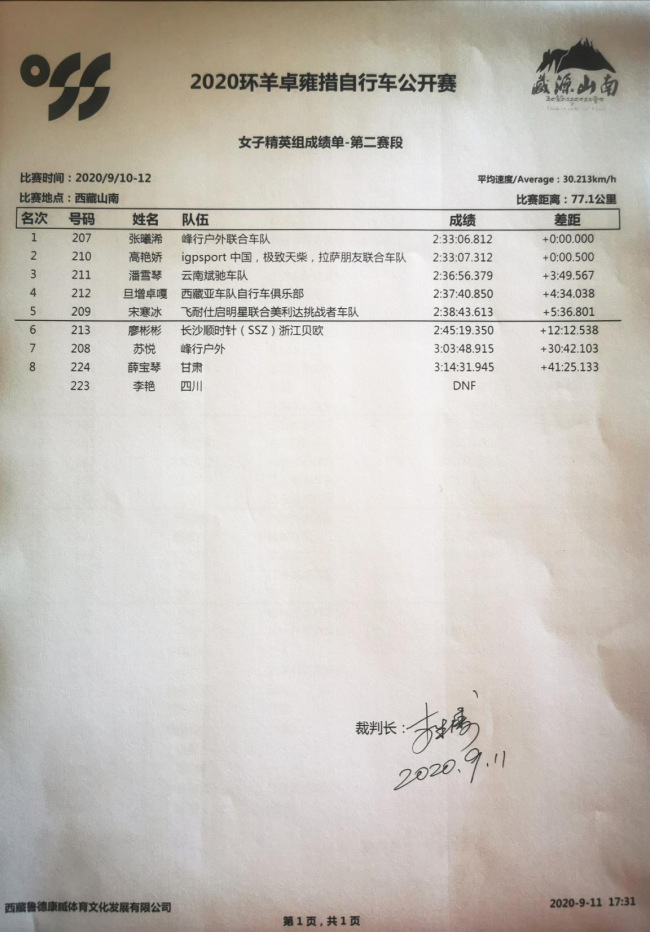 OSS
藏源山南
2020环羊卓雍措自行车公开赛
女子精英组成绩单-第二赛段
比赛时间：2020/9/10-12 平均速度/Average：30.213km/h
比赛地点：西藏山南 比赛距离：77.1公里
名次 号码 姓名 队伍 成绩 差距
1 207 张曦浠 峰行户外联合车队 2:33:06.812 +0:00.000
2 210 高艳娇 igpsport 中国，极致天柴，拉萨朋友联合车队 2:33:07.312 +0:00.500
3 211 潘雪琴 云南斌驰车队 2:36:56.379 +3:49.567
4 212 旦增卓嘎 西藏亚车队自行车俱乐部 2:37:40.850 +4:34.038
5 209 宋寒冰 飞耐仕启明星联合美利达挑战者车队 2:38:43.613 +5:36.801
6 213 廖彬彬 长沙顺时针（SSZ）浙江贝欧 2:45:19.350 +12:12.538
7 208 苏悦 峰行户外 3:03:48.915 +30:42.103
8 224 薛宝琴 甘肃 3:14:31.945 +41:25.133
223 李艳 四川 DNF
裁判长：
2020.9.11
西藏鲁德康威体育文化发展有限公司 2020-9-11 17:31
第1页，共1页